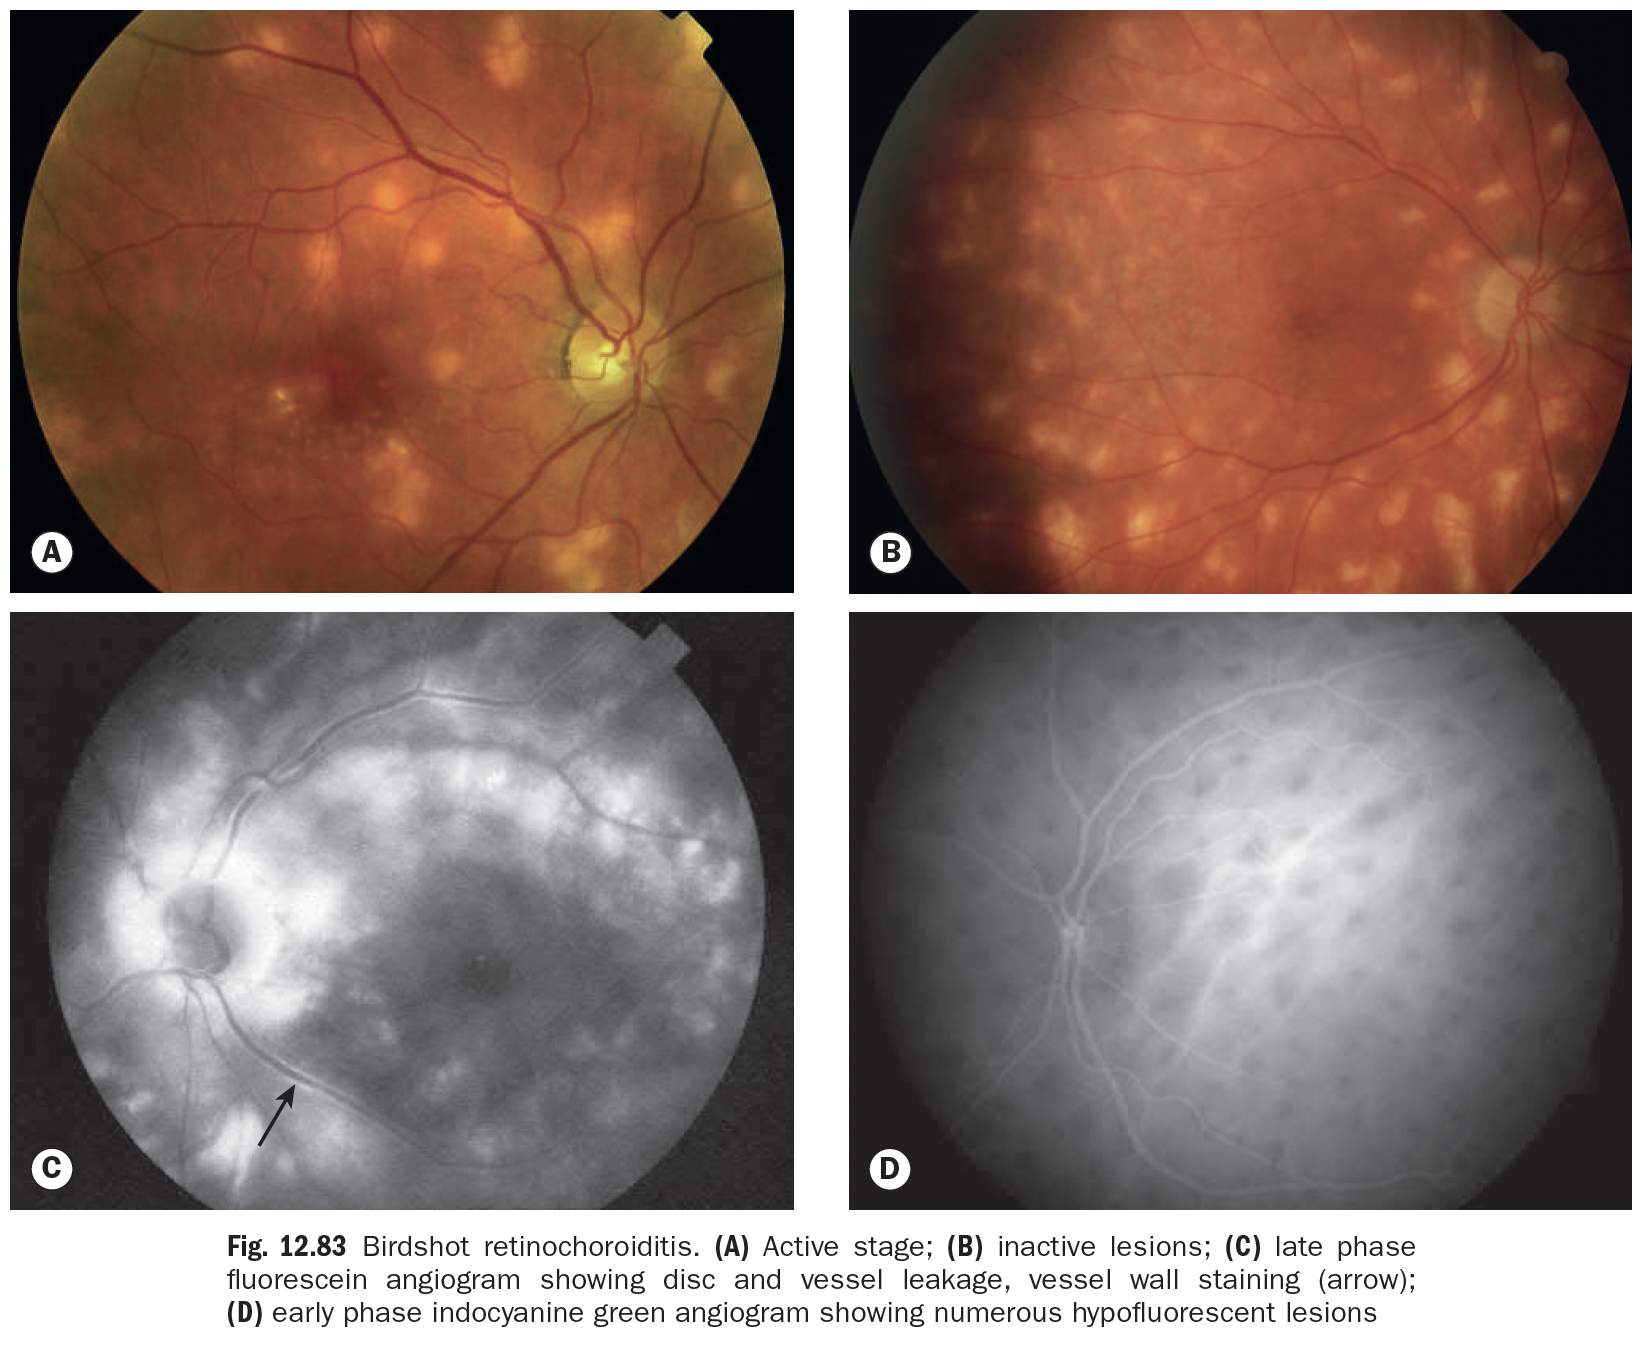 A
B
C
D
Fig. 12.83 Birdshot retinochoroiditis. (A) Active stage; (B) inactive lesions; (C) late phase
fluorescein angiogram showing disc and vessel leakage, vessel wall staining (arrow);
(D) early phase indocyanine green angiogram showing numerous hypofluorescent lesions